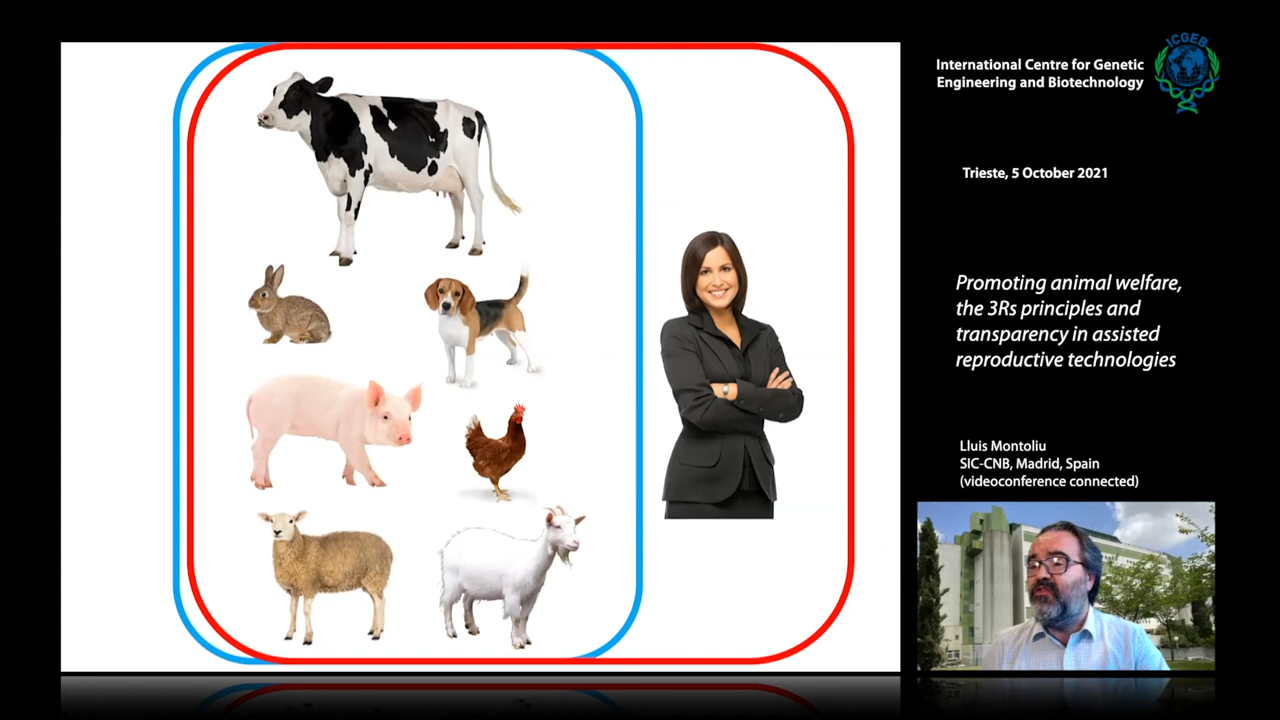 ICGEB
International Centre for Genetic
Engineering and Biotechnology
Trieste, 5 October 2021
Promoting animal welfare,
the 3Rs principles and
transparency in assisted
reproductive technologies
Lluis Montoliu
SIC-CNB, Madrid, Spain
(videoconference connected)